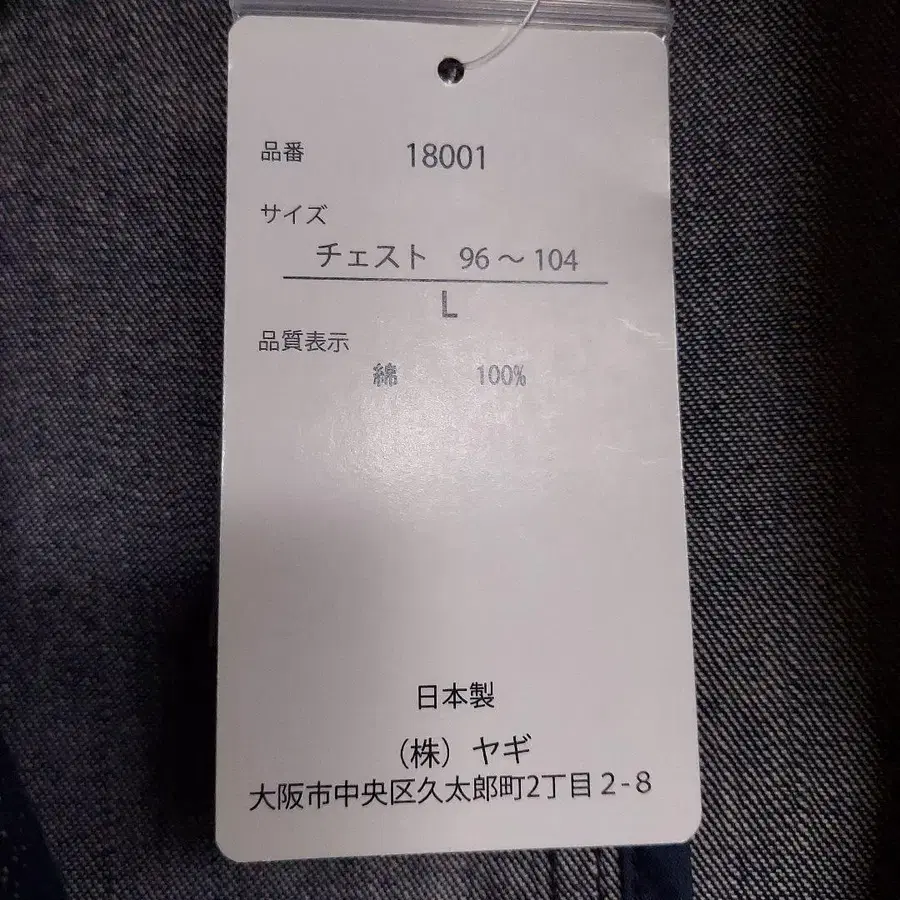 品番 18001
サイズ
チェスト 96～104
L
品質表示
綿 100%
日本製
（株）ヤギ
大阪市中央区久太郎町2丁目２-８